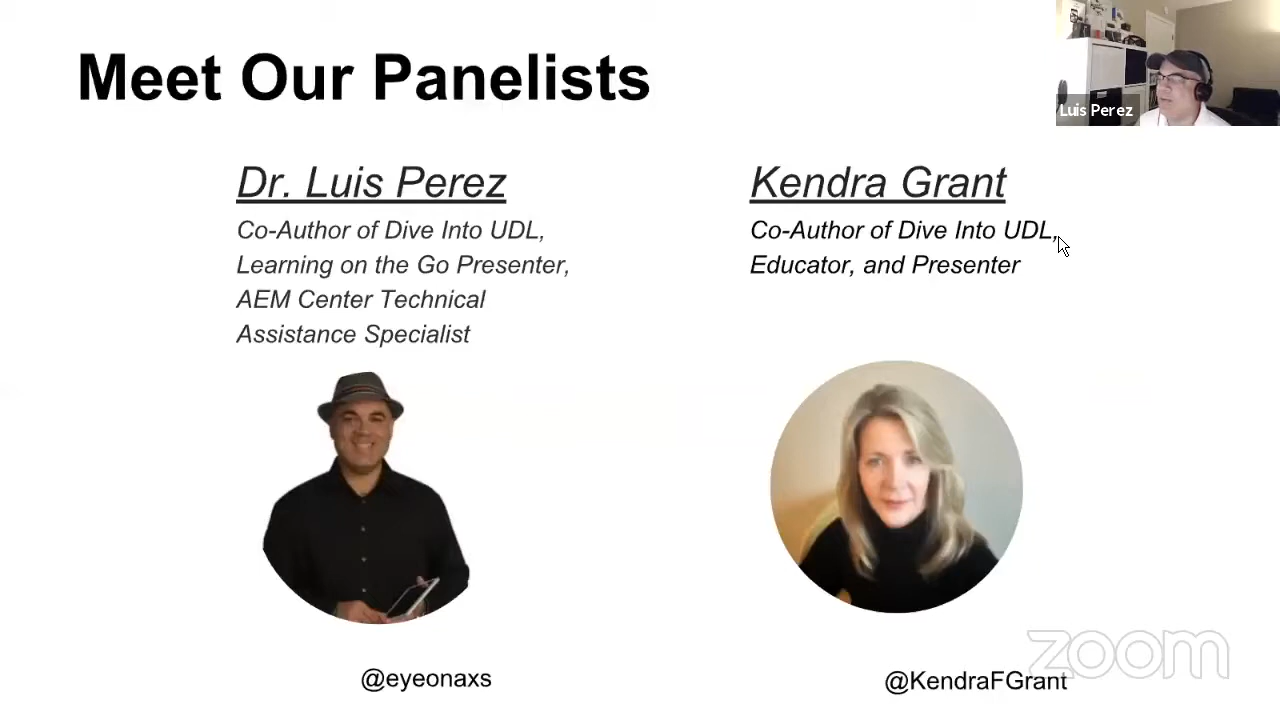 Meet Our Panelists
Luis Perez
Dr. Luis Perez
Co-Author of Dive Into UDL,
Learning on the Go Presenter,
AEM Center Technical
Assistance Specialist
@eyeonaxs
Kendra Grant
Co-Author of Dive Into UDL,
Educator, and Presenter
@KendraFGrant
zoom